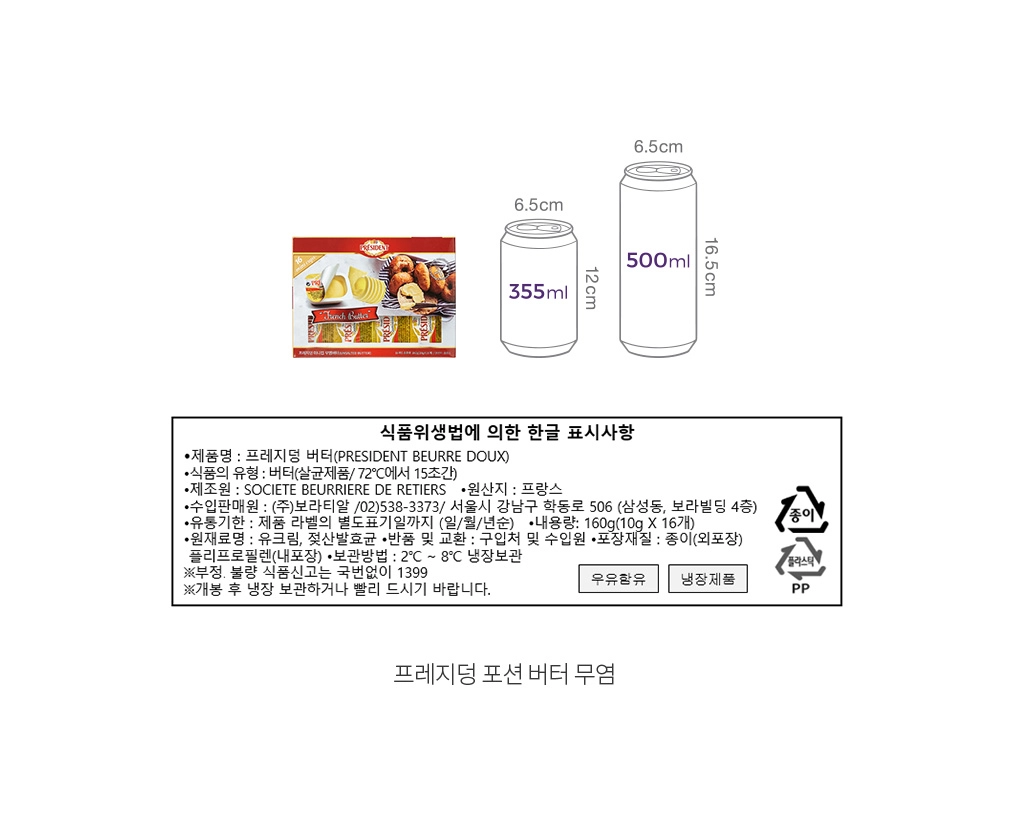 6.5cm
6.5cm
16.5cm
500ml
355ml
12cm
PRÉSIDENT
French Butter
식품위생법에 의한 한글 표시사항
•제품명 : 프레지덩 버터(PRESIDENT BEURRE DOUX)
•식품의 유형 : 버터(살균제품/ 72℃에서 15초간)
•제조원 : SOCIETE BEURRIERE DE RETIERS •원산지 : 프랑스
•수입판매원 : (주)보라티알 /02)538-3373/ 서울시 강남구 학동로 506 (삼성동, 보라빌딩 4층)
•유통기한 : 제품 라벨의 별도표기일까지 (일/월/년순) •내용량: 160g(10g X 16개)
•원재료명 : 유크림, 젖산발효균 •반품 및 교환 : 구입처 및 수입원 •포장재질 : 종이(외포장)
플리프로필렌(내포장) •보관방법 : 2℃ ~ 8℃ 냉장보관
※부정. 불량 식품신고는 국번없이 1399
※개봉 후 냉장 보관하거나 빨리 드시기 바랍니다.
우유함유
냉장제품
종이
플라스틱
PP
프레지덩 포션 버터 무염